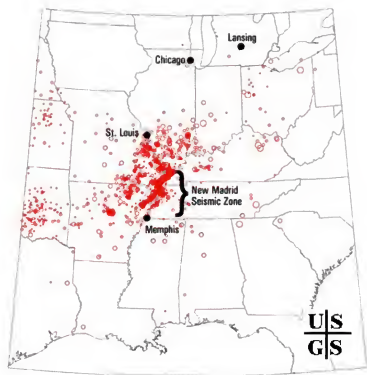 Lansing
Chicago
St. Louis
New Madrid
Seismic Zone
Memphis
U S
G S